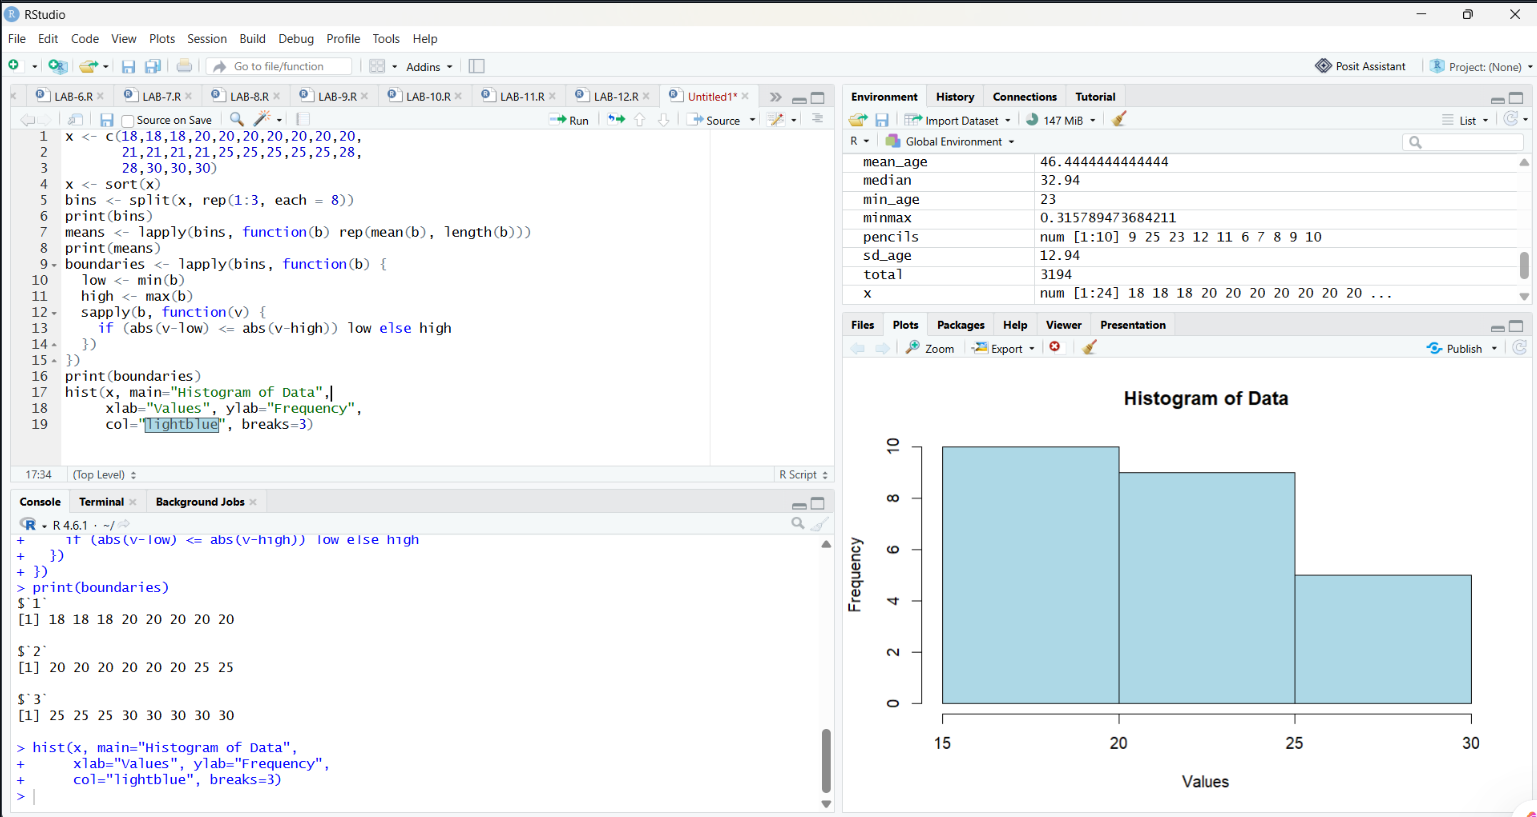 RStudio
File Edit Code View Plots Session Build Debug Profile Tools Help
Go to file/function Addins Posit Assistant Project: (None)
LAB-6.R LAB-7.R LAB-8.R LAB-9.R LAB-10.R LAB-11.R LAB-12.R Untitled1*
Source on Save Run Source
1 x <- c(18,18,18,20,20,20,20,20,20,20,
2 21,21,21,21,25,25,25,25,25,28,
3 28,30,30,30)
4 x <- sort(x)
5 bins <- split(x, rep(1:3, each = 8))
6 print(bins)
7 means <- lapply(bins, function(b) rep(mean(b), length(b)))
8 print(means)
9 boundaries <- lapply(bins, function(b) {
10 low <- min(b)
11 high <- max(b)
12 sapply(b, function(v) {
13 if (abs(v-low) <= abs(v-high)) low else high
14 })
15 })
16 print(boundaries)
17 hist(x, main="Histogram of Data",
18 xlab="Values", ylab="Frequency",
19 col="lightblue", breaks=3)
17:34 (Top Level) R Script
Console Terminal Background Jobs
R 4.6.1 · ~/
+ if (abs(v-low) <= abs(v-high)) low else high
+ })
+ })
> print(boundaries)
$`1`
[1] 18 18 18 20 20 20 20 20
$`2`
[1] 20 20 20 20 20 20 25 25
$`3`
[1] 25 25 25 30 30 30 30 30
> hist(x, main="Histogram of Data",
+ xlab="Values", ylab="Frequency",
+ col="lightblue", breaks=3)
>
Environment History Connections Tutorial
Import Dataset 147 MiB List
R Global Environment
mean_age 46.4444444444444
median 32.94
min_age 23
minmax 0.315789473684211
pencils num [1:10] 9 25 23 12 11 6 7 8 9 10
sd_age 12.94
total 3194
x num [1:24] 18 18 18 20 20 20 20 20 20 20 ...
Files Plots Packages Help Viewer Presentation
Zoom Export Publish
Histogram of Data
Frequency
10
8
6
4
2
0
15 20 25 30
Values